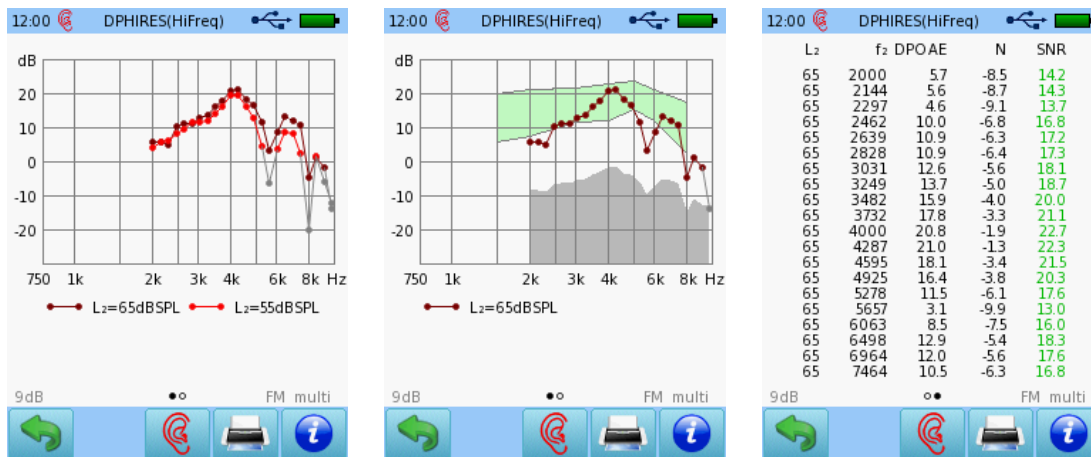 12:00 DPHIRES(HiFreq)
dB
20
10
0
-10
-20
750 1k 2k 3k 4k 6k 8k Hz
L₂=65dBSPL L₂=55dBSPL
9dB FM multi
12:00 DPHIRES(HiFreq)
dB
20
10
0
-10
-20
750 1k 2k 3k 4k 6k 8k Hz
L₂=65dBSPL
9dB FM multi
12:00 DPHIRES(HiFreq)
L₂ f₂ DPOAE N SNR
65 2000 5.7 -8.5 14.2
65 2144 5.6 -8.7 14.3
65 2297 4.6 -9.1 13.7
65 2462 10.0 -6.8 16.8
65 2639 10.9 -6.3 17.2
65 2828 10.9 -6.4 17.3
65 3031 12.6 -5.6 18.1
65 3249 13.7 -5.0 18.7
65 3482 15.9 -4.0 20.0
65 3732 17.8 -3.3 21.1
65 4000 20.8 -1.9 22.7
65 4287 21.0 -1.3 22.3
65 4595 18.1 -3.4 21.5
65 4925 16.4 -3.8 20.3
65 5278 11.5 -6.1 17.6
65 5657 3.1 -9.9 13.0
65 6063 8.5 -7.5 16.0
65 6498 12.9 -5.4 18.3
65 6964 12.0 -5.6 17.6
65 7464 10.5 -6.3 16.8
9dB FM multi